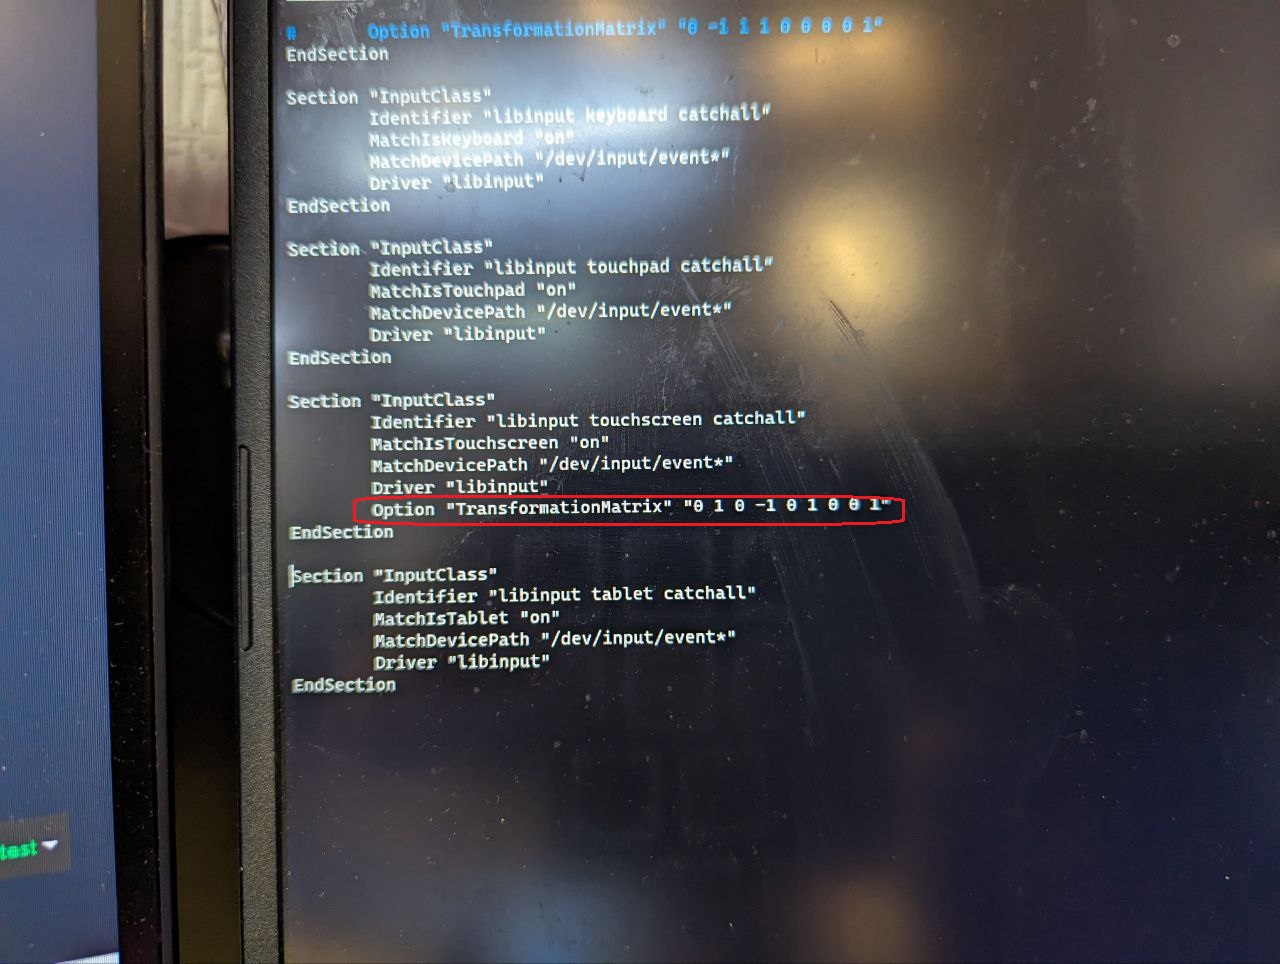 #       Option "TransformationMatrix" "0 -1 1 1 0 0 0 0 1"
EndSection

Section "InputClass"
        Identifier "libinput keyboard catchall"
        MatchIsKeyboard "on"
        MatchDevicePath "/dev/input/event*"
        Driver "libinput"
EndSection

Section "InputClass"
        Identifier "libinput touchpad catchall"
        MatchIsTouchpad "on"
        MatchDevicePath "/dev/input/event*"
        Driver "libinput"
EndSection

Section "InputClass"
        Identifier "libinput touchscreen catchall"
        MatchIsTouchscreen "on"
        MatchDevicePath "/dev/input/event*"
        Driver "libinput"
        Option "TransformationMatrix" "0 1 0 -1 0 1 0 0 1"
EndSection

Section "InputClass"
        Identifier "libinput tablet catchall"
        MatchIsTablet "on"
        MatchDevicePath "/dev/input/event*"
        Driver "libinput"
EndSection